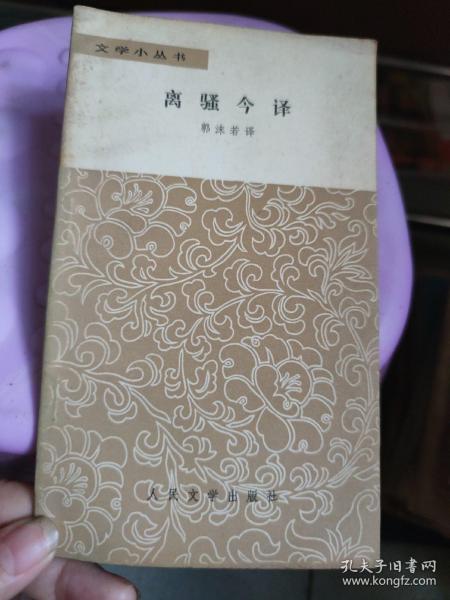 文学小丛书
离骚今译
郭沫若译
人民文学出版社
孔夫子旧书网
www.kongfz.com